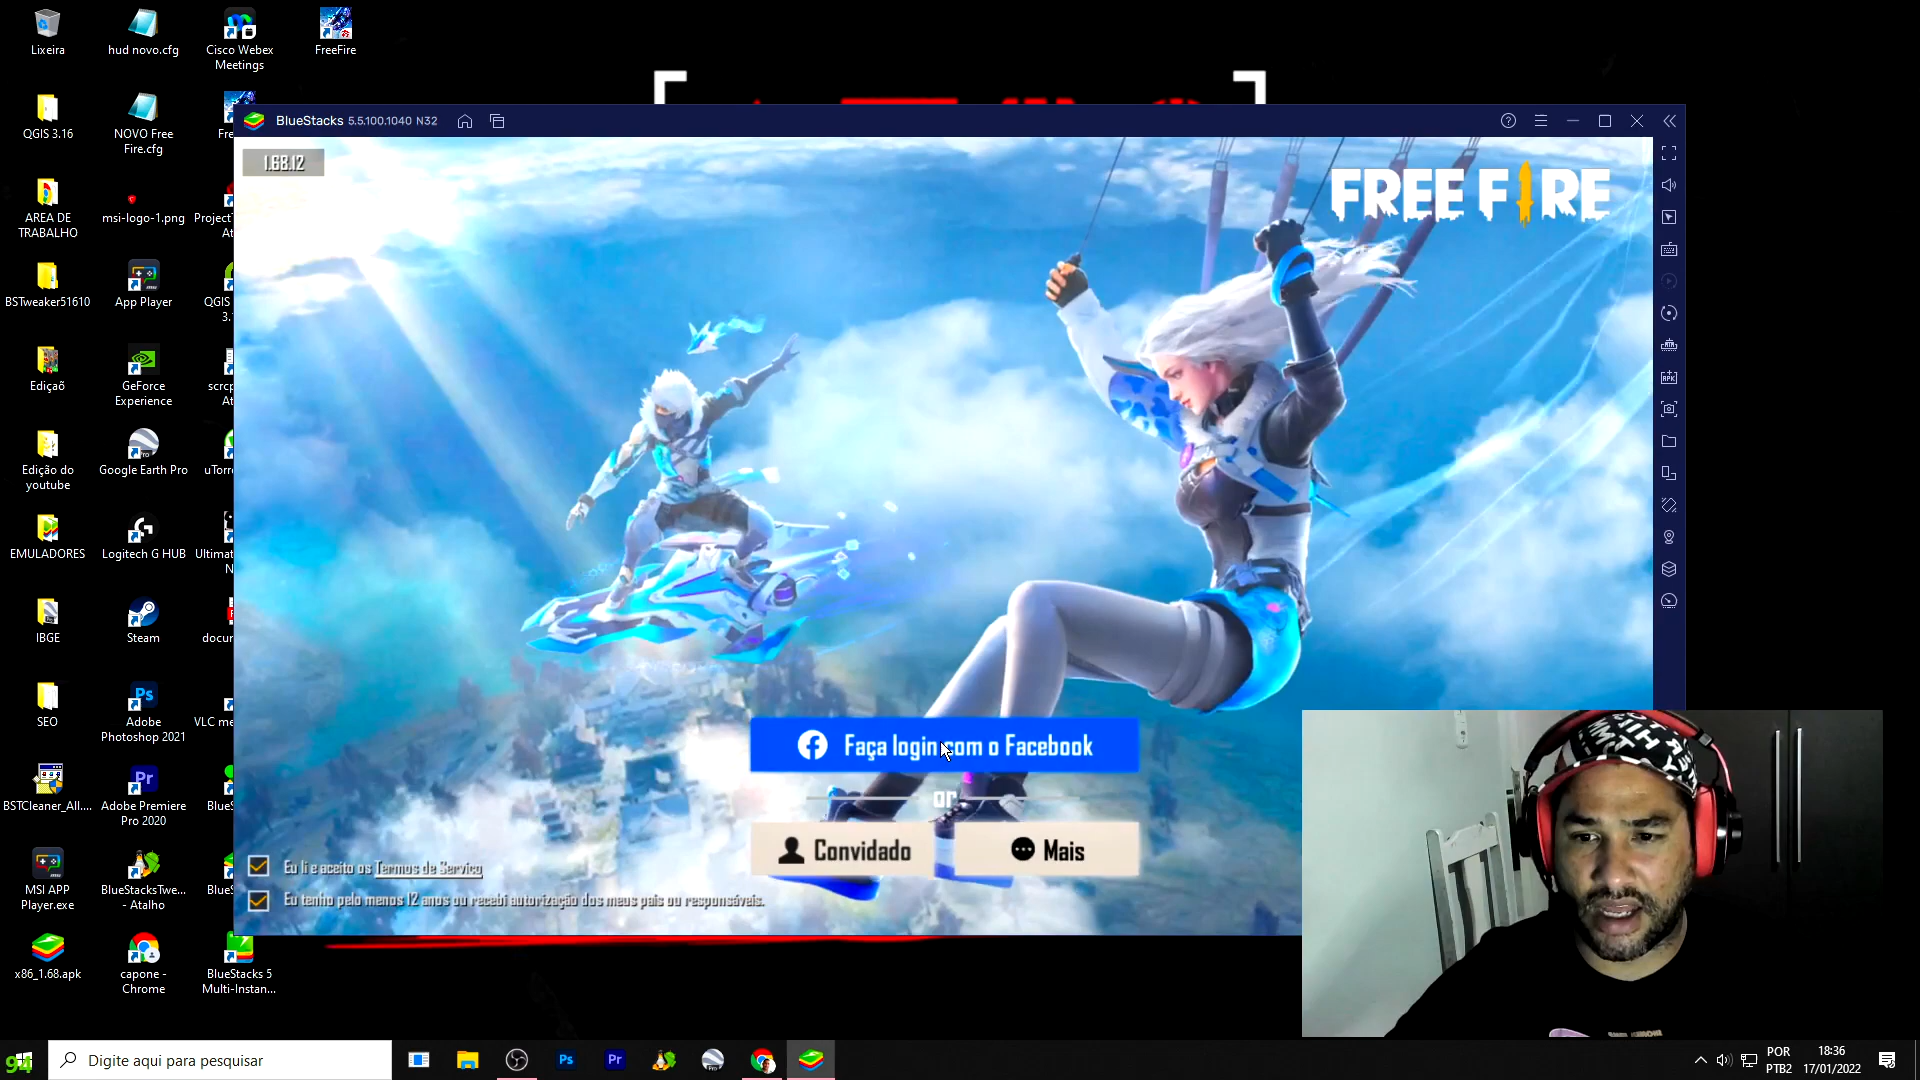 Lixeira
hud novo.cfg
Cisco Webex
Meetings
FreeFire
QGIS 3.16
NOVO Free
Fire.cfg
AREA DE
TRABALHO
msi-logo-1.png
BSTweaker51610
App Player
QGIS
Ediçaõ
GeForce
Experience
Edição do
youtube
Google Earth Pro
EMULADORES
Logitech G HUB
IBGE
Steam
SEO
Adobe
Photoshop 2021
BSTCleaner_All....
Adobe Premiere
Pro 2020
MSI APP
Player.exe
BlueStacksTwe...
- Atalho
x86_1.68.apk
capone -
Chrome
BlueStacks 5
Multi-Instan...
BlueStacks 5.5.100.1040 N32
1.68.12
FREE FIRE
Faça login com o Facebook
or
Convidado
Mais
Eu li e aceito os Termos de Serviço
Eu tenho pelo menos 12 anos ou recebi autorização dos meus pais ou responsáveis.
94
Digite aqui para pesquisar
Ps
Pr
POR
PTB2
18:36
17/01/2022